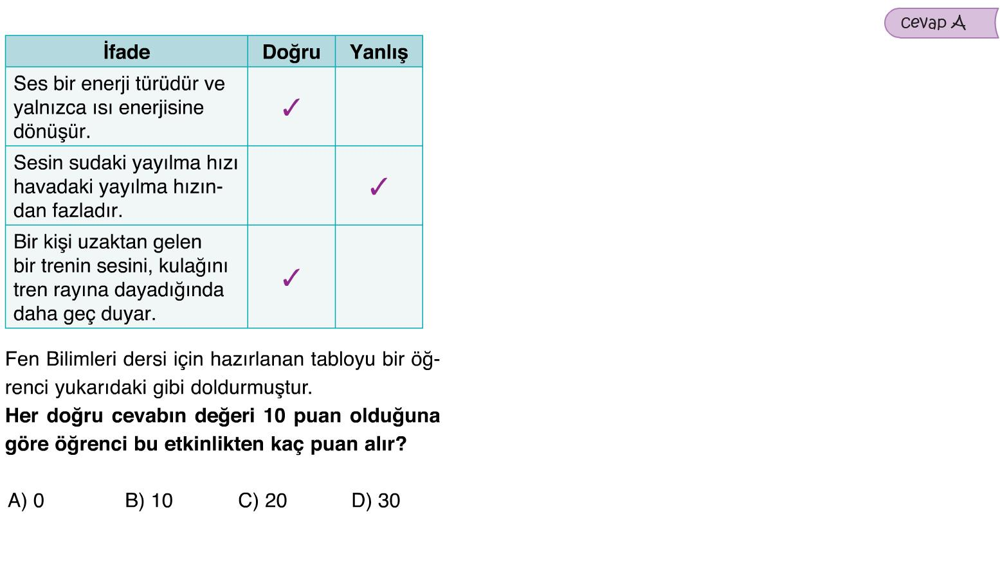 cevap A
İfade Doğru Yanlış
Ses bir enerji türüdür ve
yalnızca ısı enerjisine
dönüşür.
✓
Sesin sudaki yayılma hızı
havadaki yayılma hızın-
dan fazladır.
✓
Bir kişi uzaktan gelen
bir trenin sesini, kulağını
tren rayına dayadığında
daha geç duyar.
✓
Fen Bilimleri dersi için hazırlanan tabloyu bir öğ-
renci yukarıdaki gibi doldurmuştur.
Her doğru cevabın değeri 10 puan olduğuna
göre öğrenci bu etkinlikten kaç puan alır?
A) 0 B) 10 C) 20 D) 30